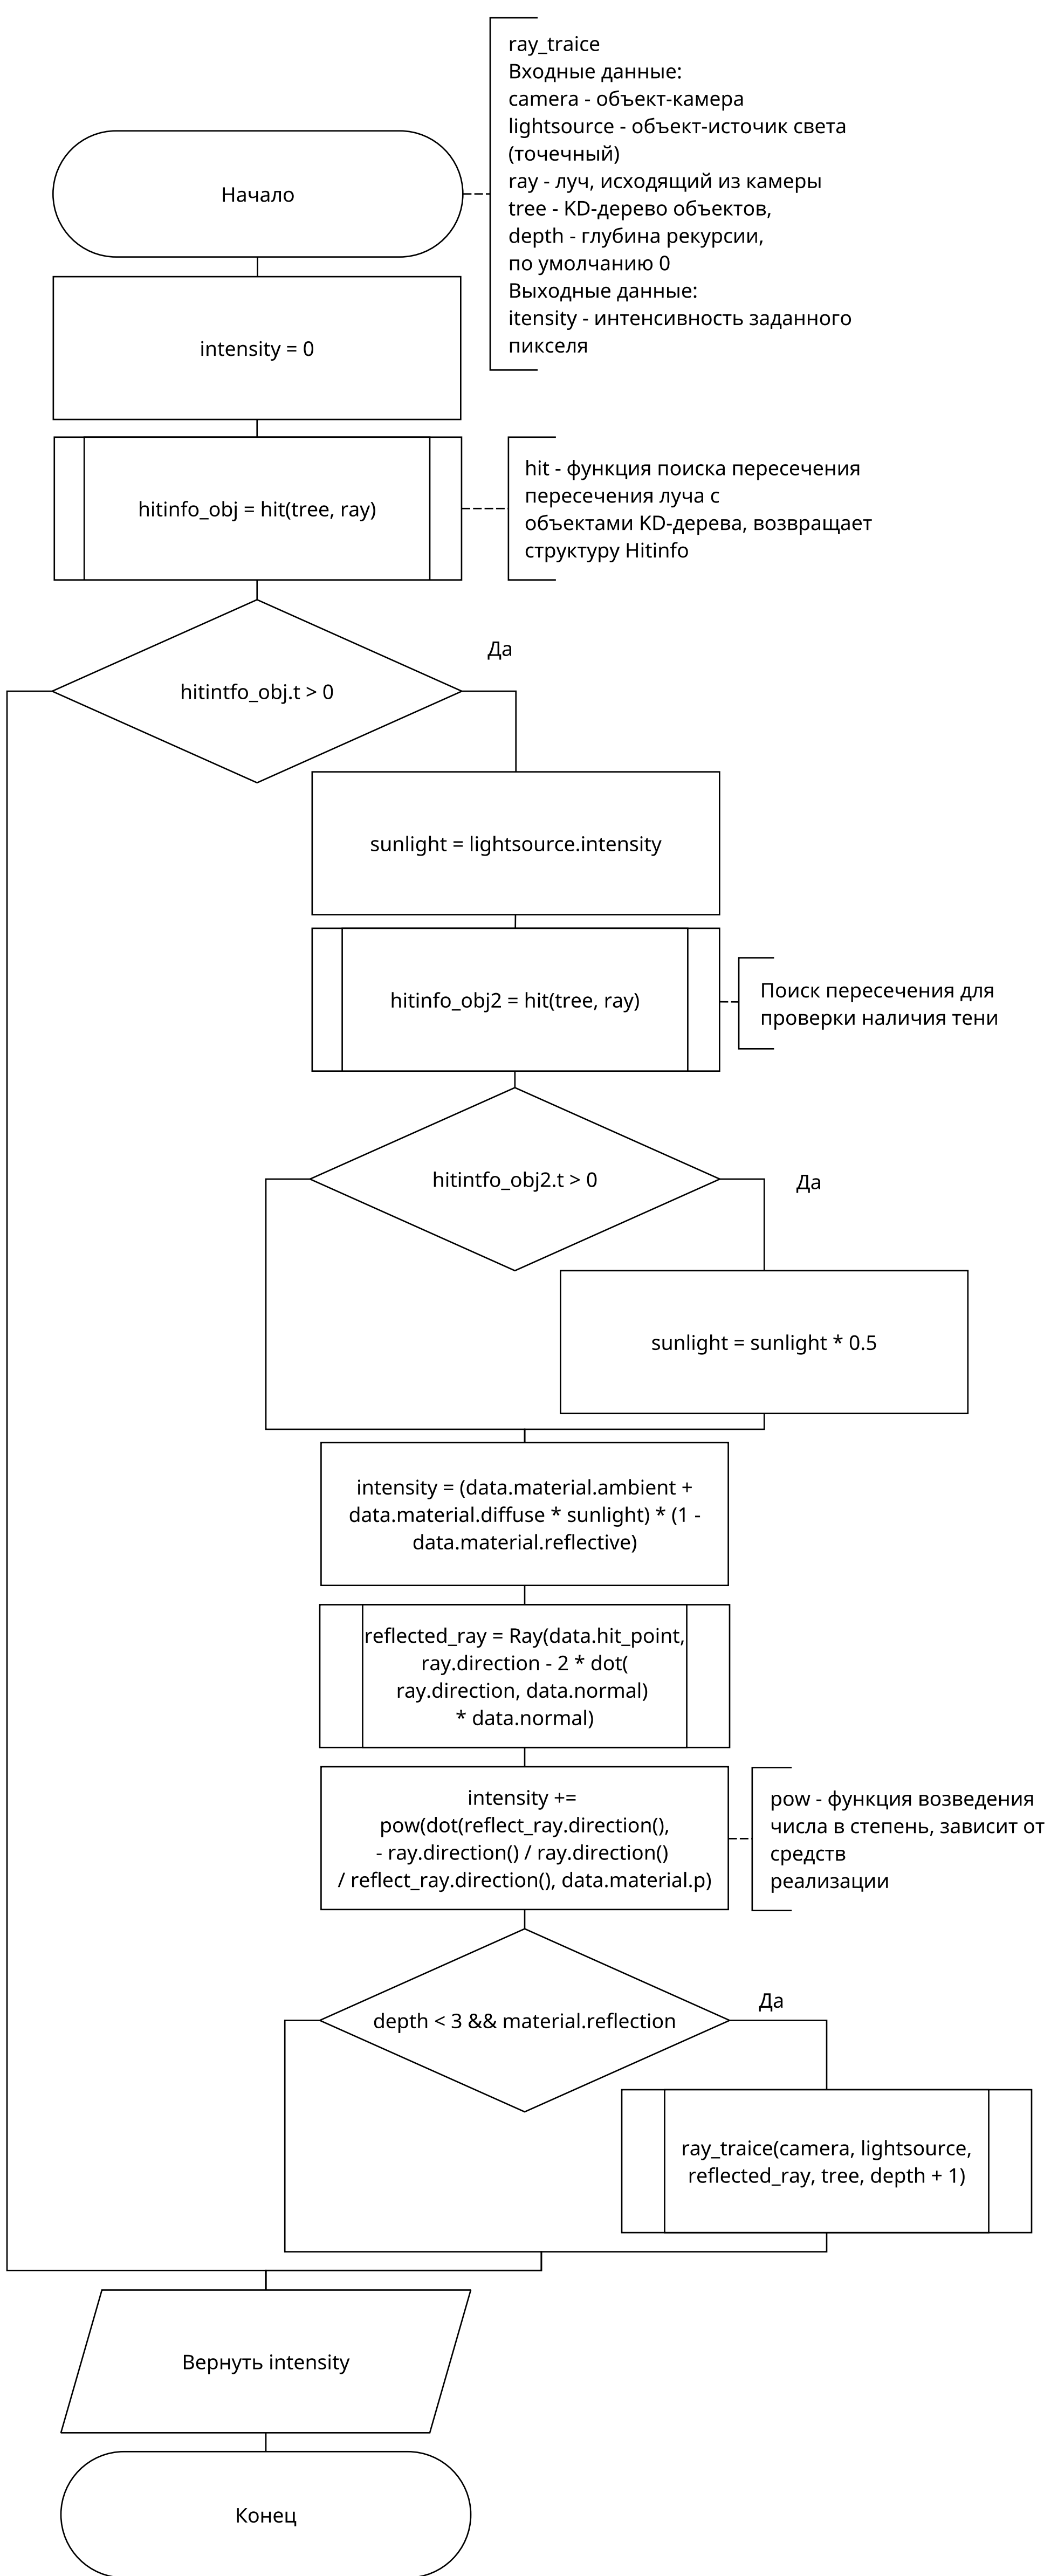 ray_traice
Входные данные:
camera - объект-камера
lightsource - объект-источик света
(точечный)
ray - луч, исходящий из камеры
tree - KD-дерево объектов,
depth - глубина рекурсии,
по умолчанию 0
Выходные данные:
itensity - интенсивность заданного
пикселя
Начало
intensity = 0
hitinfo_obj = hit(tree, ray)
hit - функция поиска пересечения
пересечения луча с
объектами KD-дерева, возвращает
структуру Hitinfo
Да
hitintfo_obj.t > 0
sunlight = lightsource.intensity
hitinfo_obj2 = hit(tree, ray)
Поиск пересечения для
проверки наличия тени
hitintfo_obj2.t > 0
Да
sunlight = sunlight * 0.5
intensity = (data.material.ambient +
data.material.diffuse * sunlight) * (1 -
data.material.reflective)
reflected_ray = Ray(data.hit_point,
ray.direction - 2 * dot(
ray.direction, data.normal)
* data.normal)
intensity +=
pow(dot(reflect_ray.direction(),
- ray.direction() / ray.direction()
/ reflect_ray.direction(), data.material.p)
pow - функция возведения
числа в степень, зависит от
средств
реализации
Да
depth < 3 && material.reflection
ray_traice(camera, lightsource,
reflected_ray, tree, depth + 1)
Вернуть intensity
Конец